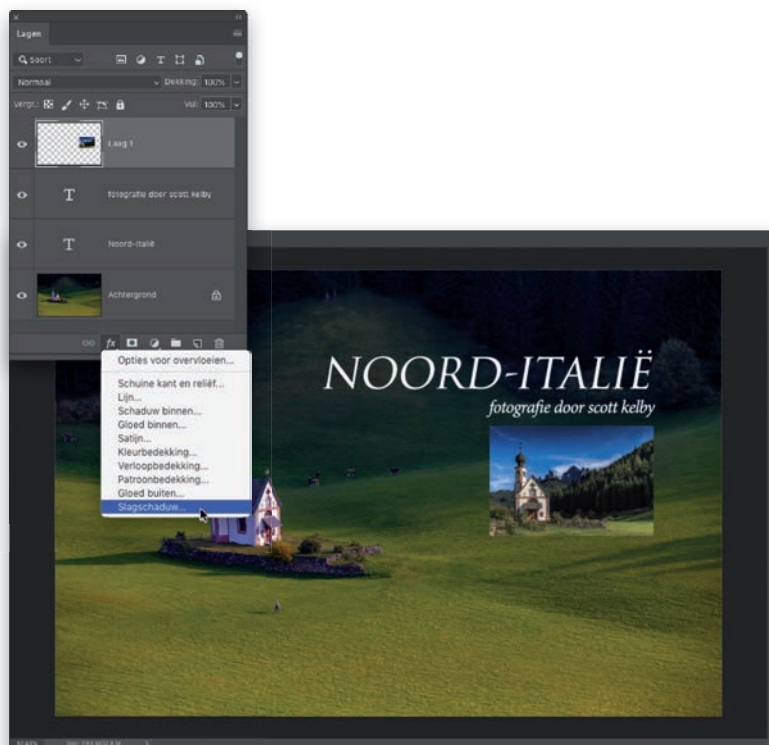 Lagen
Soort
Normaal
Dekking: 100%
Vergr.:
Vul: 100%
Laag 1
T
fotografie door scott kelby
T
Noord-Italië
Achtergrond
fx
Opties voor overvloeien...
Schuine kant en reliëf...
Lijn...
Schaduw binnen...
Gloed binnen...
Satijn...
Kleurbedekking...
Verloopbedekking...
Patroonbedekking...
Gloed buiten...
Slagschaduw...
NOORD-ITALIË
fotografie door scott kelby